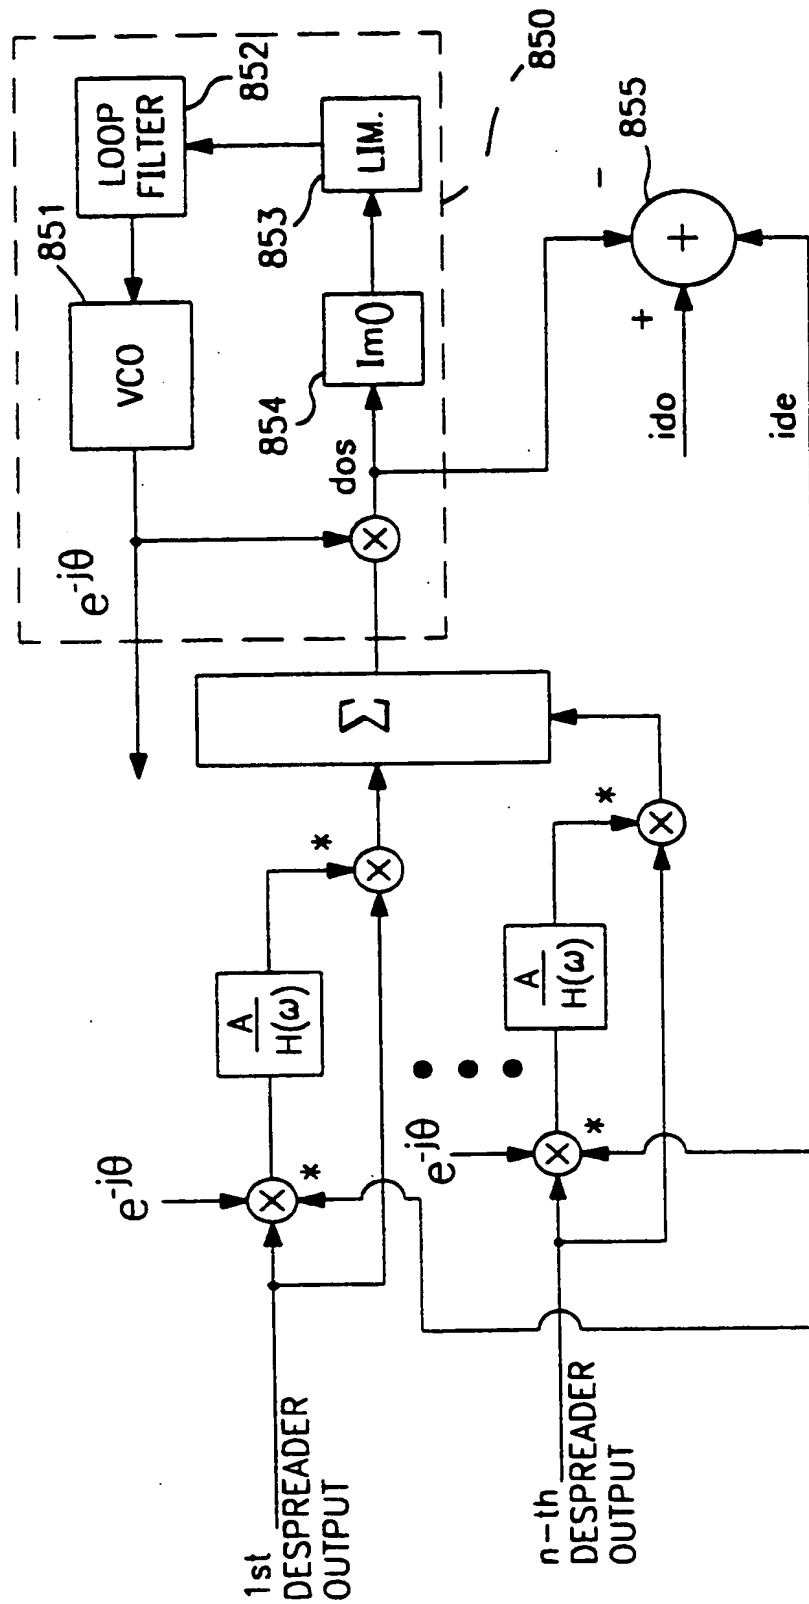 1st
DESPREADER
OUTPUT
e^-jθ
*
A
H(ω)
*
n-th
DESPREADER
OUTPUT
e^-jθ
*
A
H(ω)
*
Σ
e^-jθ
VCO
851
LOOP
FILTER
852
LIM.
853
Im()
854
dos
850
855
+
-
+
ido
ide